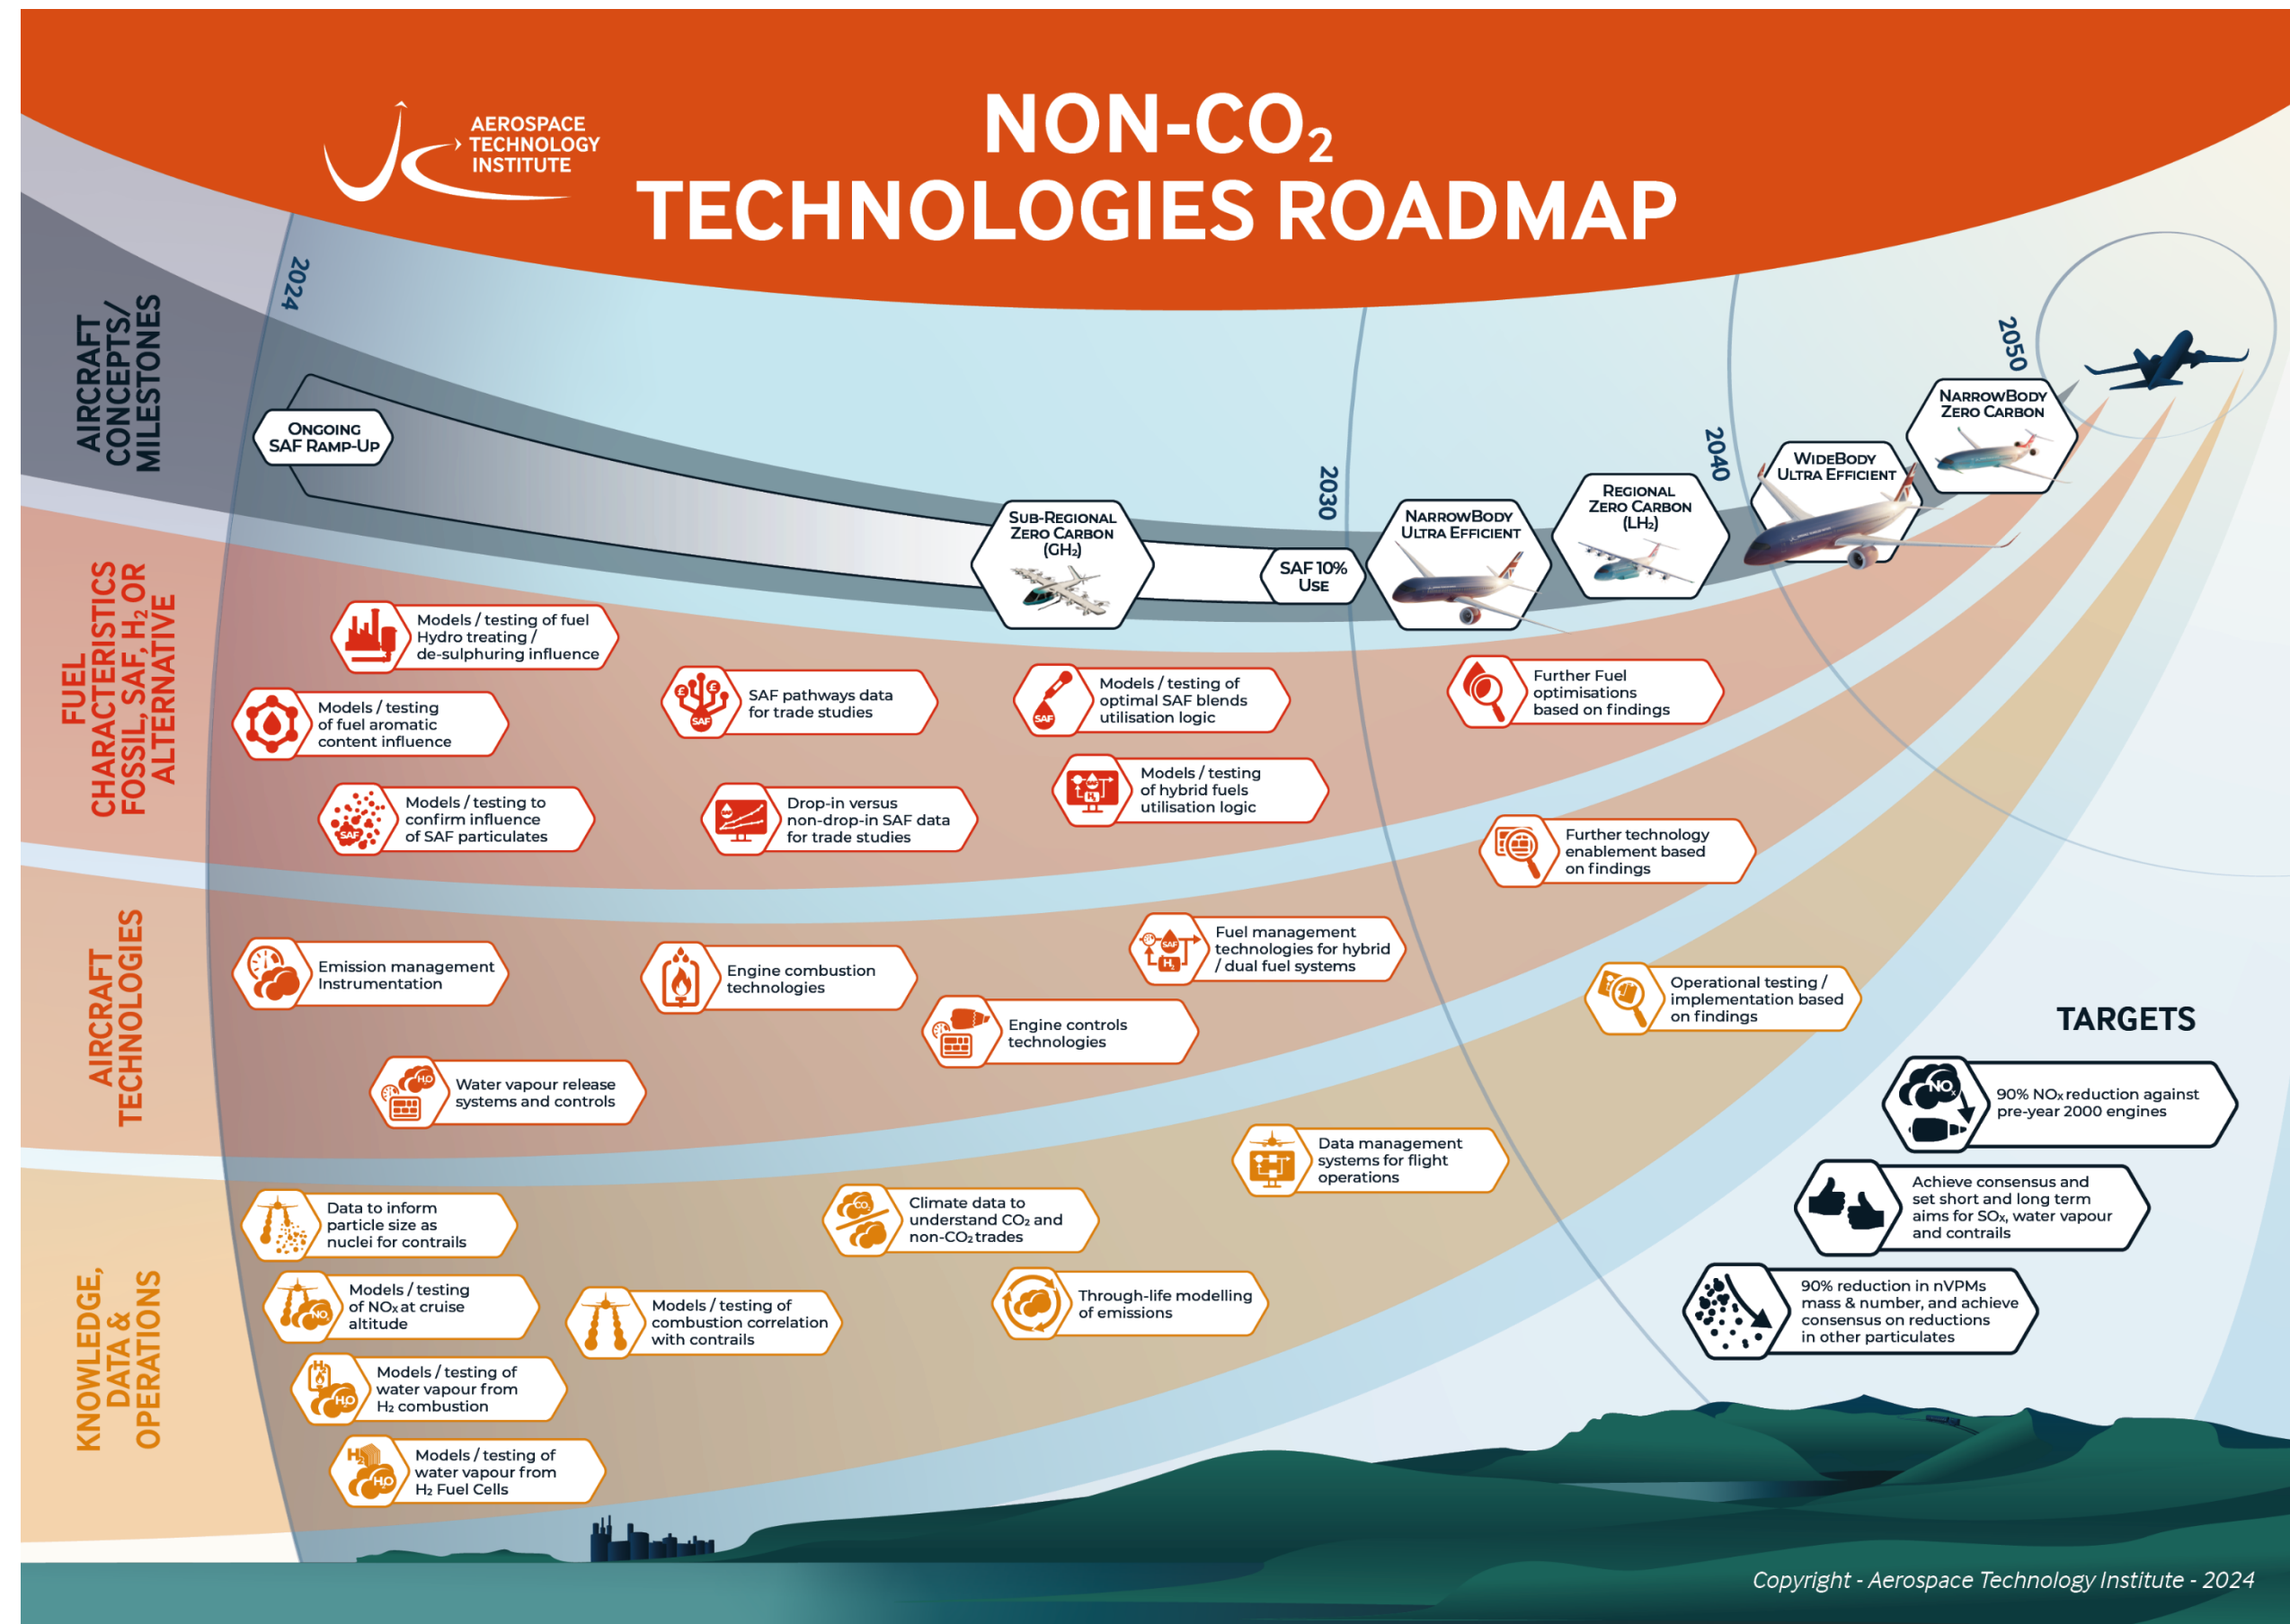 AEROSPACE
TECHNOLOGY
INSTITUTE
NON-CO₂
TECHNOLOGIES ROADMAP
2024
2030
2040
2050
AIRCRAFT
CONCEPTS/
MILESTONES
ONGOING
SAF RAMP-UP
SUB-REGIONAL
ZERO CARBON
(GH₂)
SAF 10%
USE
NARROWBODY
ULTRA EFFICIENT
REGIONAL
ZERO CARBON
(LH₂)
WIDEBODY
ULTRA EFFICIENT
NARROWBODY
ZERO CARBON
FUEL
CHARACTERISTICS
FOSSIL, SAF, H₂ OR
ALTERNATIVE
Models / testing of fuel
Hydro treating /
de-sulphuring influence
Models / testing
of fuel aromatic
content influence
SAF
Models / testing to
confirm influence
of SAF particulates
£ £
SAF
SAF pathways data
for trade studies
Drop-in versus
non-drop-in SAF data
for trade studies
SAF
Models / testing of
optimal SAF blends
utilisation logic
Models / testing
of hybrid fuels
utilisation logic
Further Fuel
optimisations
based on findings
AIRCRAFT
TECHNOLOGIES
Emission management
Instrumentation
H₂O
Water vapour release
systems and controls
Engine combustion
technologies
Engine controls
technologies
SAF
H₂
Fuel management
technologies for hybrid
/ dual fuel systems
Further technology
enablement based
on findings
KNOWLEDGE,
DATA &
OPERATIONS
Data to inform
particle size as
nuclei for contrails
NOₓ
Models / testing
of NOₓ at cruise
altitude
H₂
H₂O
Models / testing of
water vapour from
H₂ combustion
H₂
H₂O
Models / testing of
water vapour from
H₂ Fuel Cells
Models / testing of
combustion correlation
with contrails
CO₂
Climate data to
understand CO₂ and
non-CO₂ trades
Through-life modelling
of emissions
Data management
systems for flight
operations
Operational testing /
implementation based
on findings
TARGETS
NOₓ
90% NOₓ reduction against
pre-year 2000 engines
Achieve consensus and
set short and long term
aims for SOₓ, water vapour
and contrails
90% reduction in nVPMs
mass & number, and achieve
consensus on reductions
in other particulates
Copyright - Aerospace Technology Institute - 2024